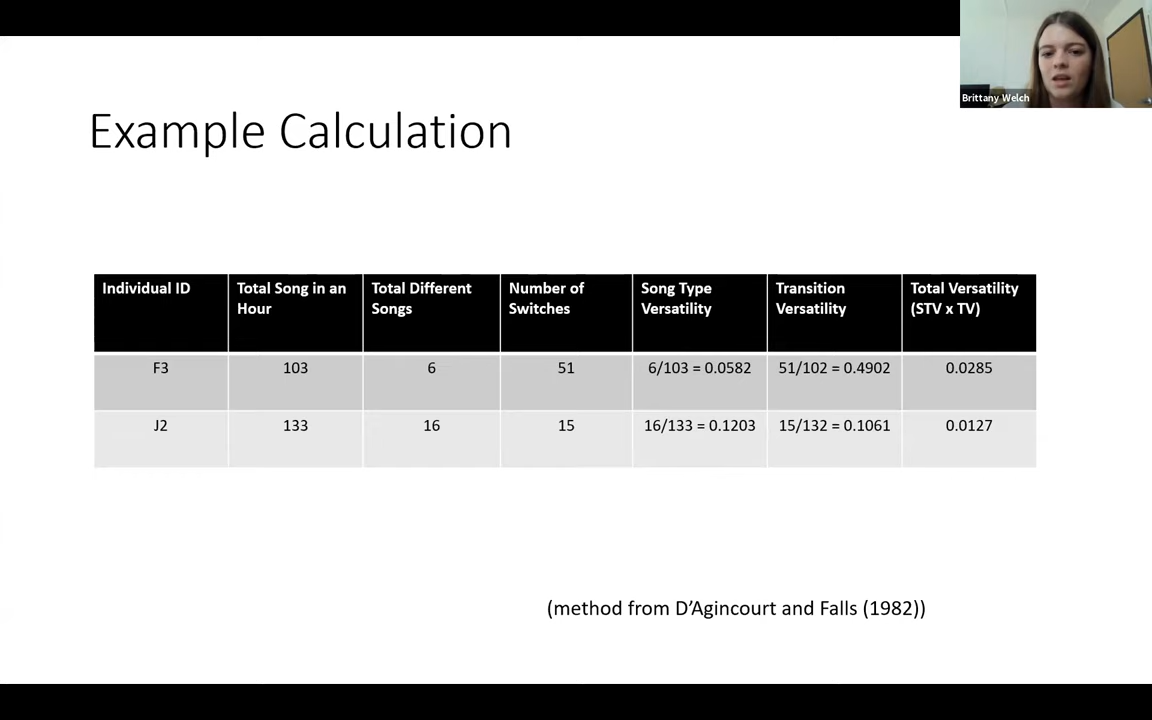 Brittany Welch
Example Calculation
Individual ID
Total Song in an
Hour
Total Different
Songs
Number of
Switches
Song Type
Versatility
Transition
Versatility
Total Versatility
(STV x TV)
F3
103
6
51
6/103 = 0.0582
51/102 = 0.4902
0.0285
J2
133
16
15
16/133 = 0.1203
15/132 = 0.1061
0.0127
(method from D’Agincourt and Falls (1982))